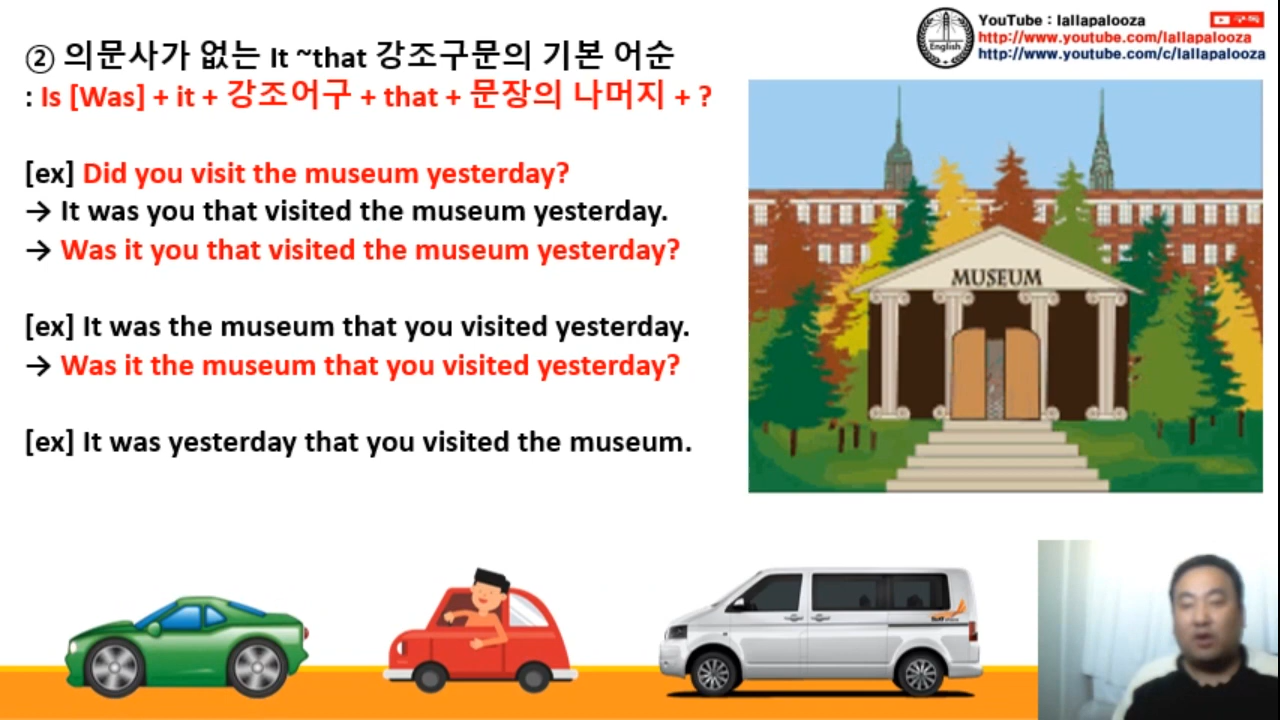 ② 의문사가 없는 It ~that 강조구문의 기본 어순
: Is [Was] + it + 강조어구 + that + 문장의 나머지 + ?
[ex] Did you visit the museum yesterday?
→ It was you that visited the museum yesterday.
→ Was it you that visited the museum yesterday?
[ex] It was the museum that you visited yesterday.
→ Was it the museum that you visited yesterday?
[ex] It was yesterday that you visited the museum.
English
YouTube : lallapalooza
구독
http://www.youtube.com/lallapalooza
http://www.youtube.com/c/lallapalooza
MUSEUM